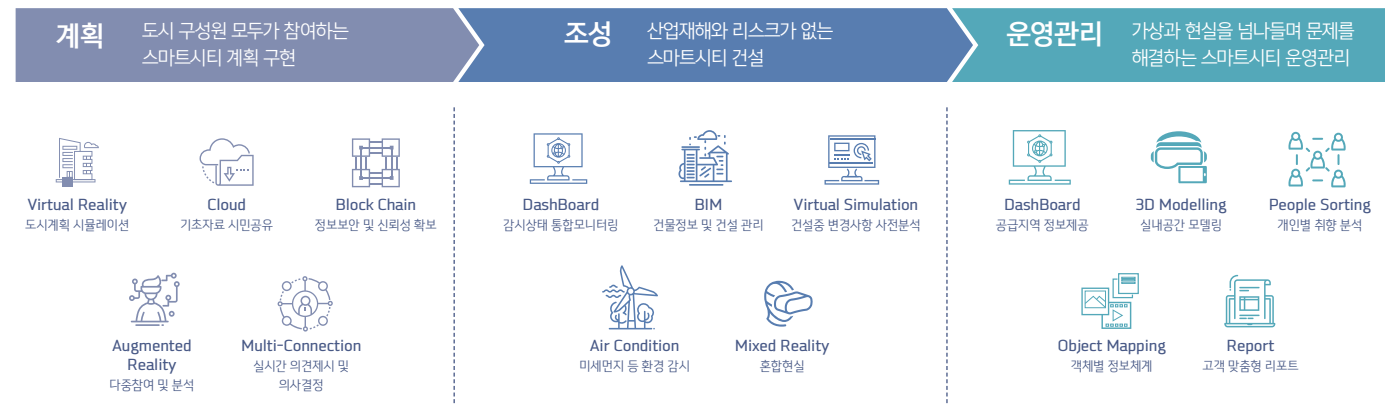 계획
도시 구성원 모두가 참여하는
스마트시티 계획 구현
조성
산업재해와 리스크가 없는
스마트시티 건설
운영관리
가상과 현실을 넘나들며 문제를
해결하는 스마트시티 운영관리
Virtual Reality
도시계획 시뮬레이션
Cloud
기초자료 시민공유
Block Chain
정보보안 및 신뢰성 확보
Augmented
Reality
다중참여 및 분석
Multi-Connection
실시간 의견제시 및
의사결정
DashBoard
감시상태 통합모니터링
BIM
건물정보 및 건설 관리
Virtual Simulation
건설중 변경사항 사전분석
Air Condition
미세먼지 등 환경 감시
Mixed Reality
혼합현실
DashBoard
공급지역 정보제공
3D Modelling
실내공간 모델링
People Sorting
개인별 취향 분석
Object Mapping
객체별 정보체계
Report
고객 맞춤형 리포트